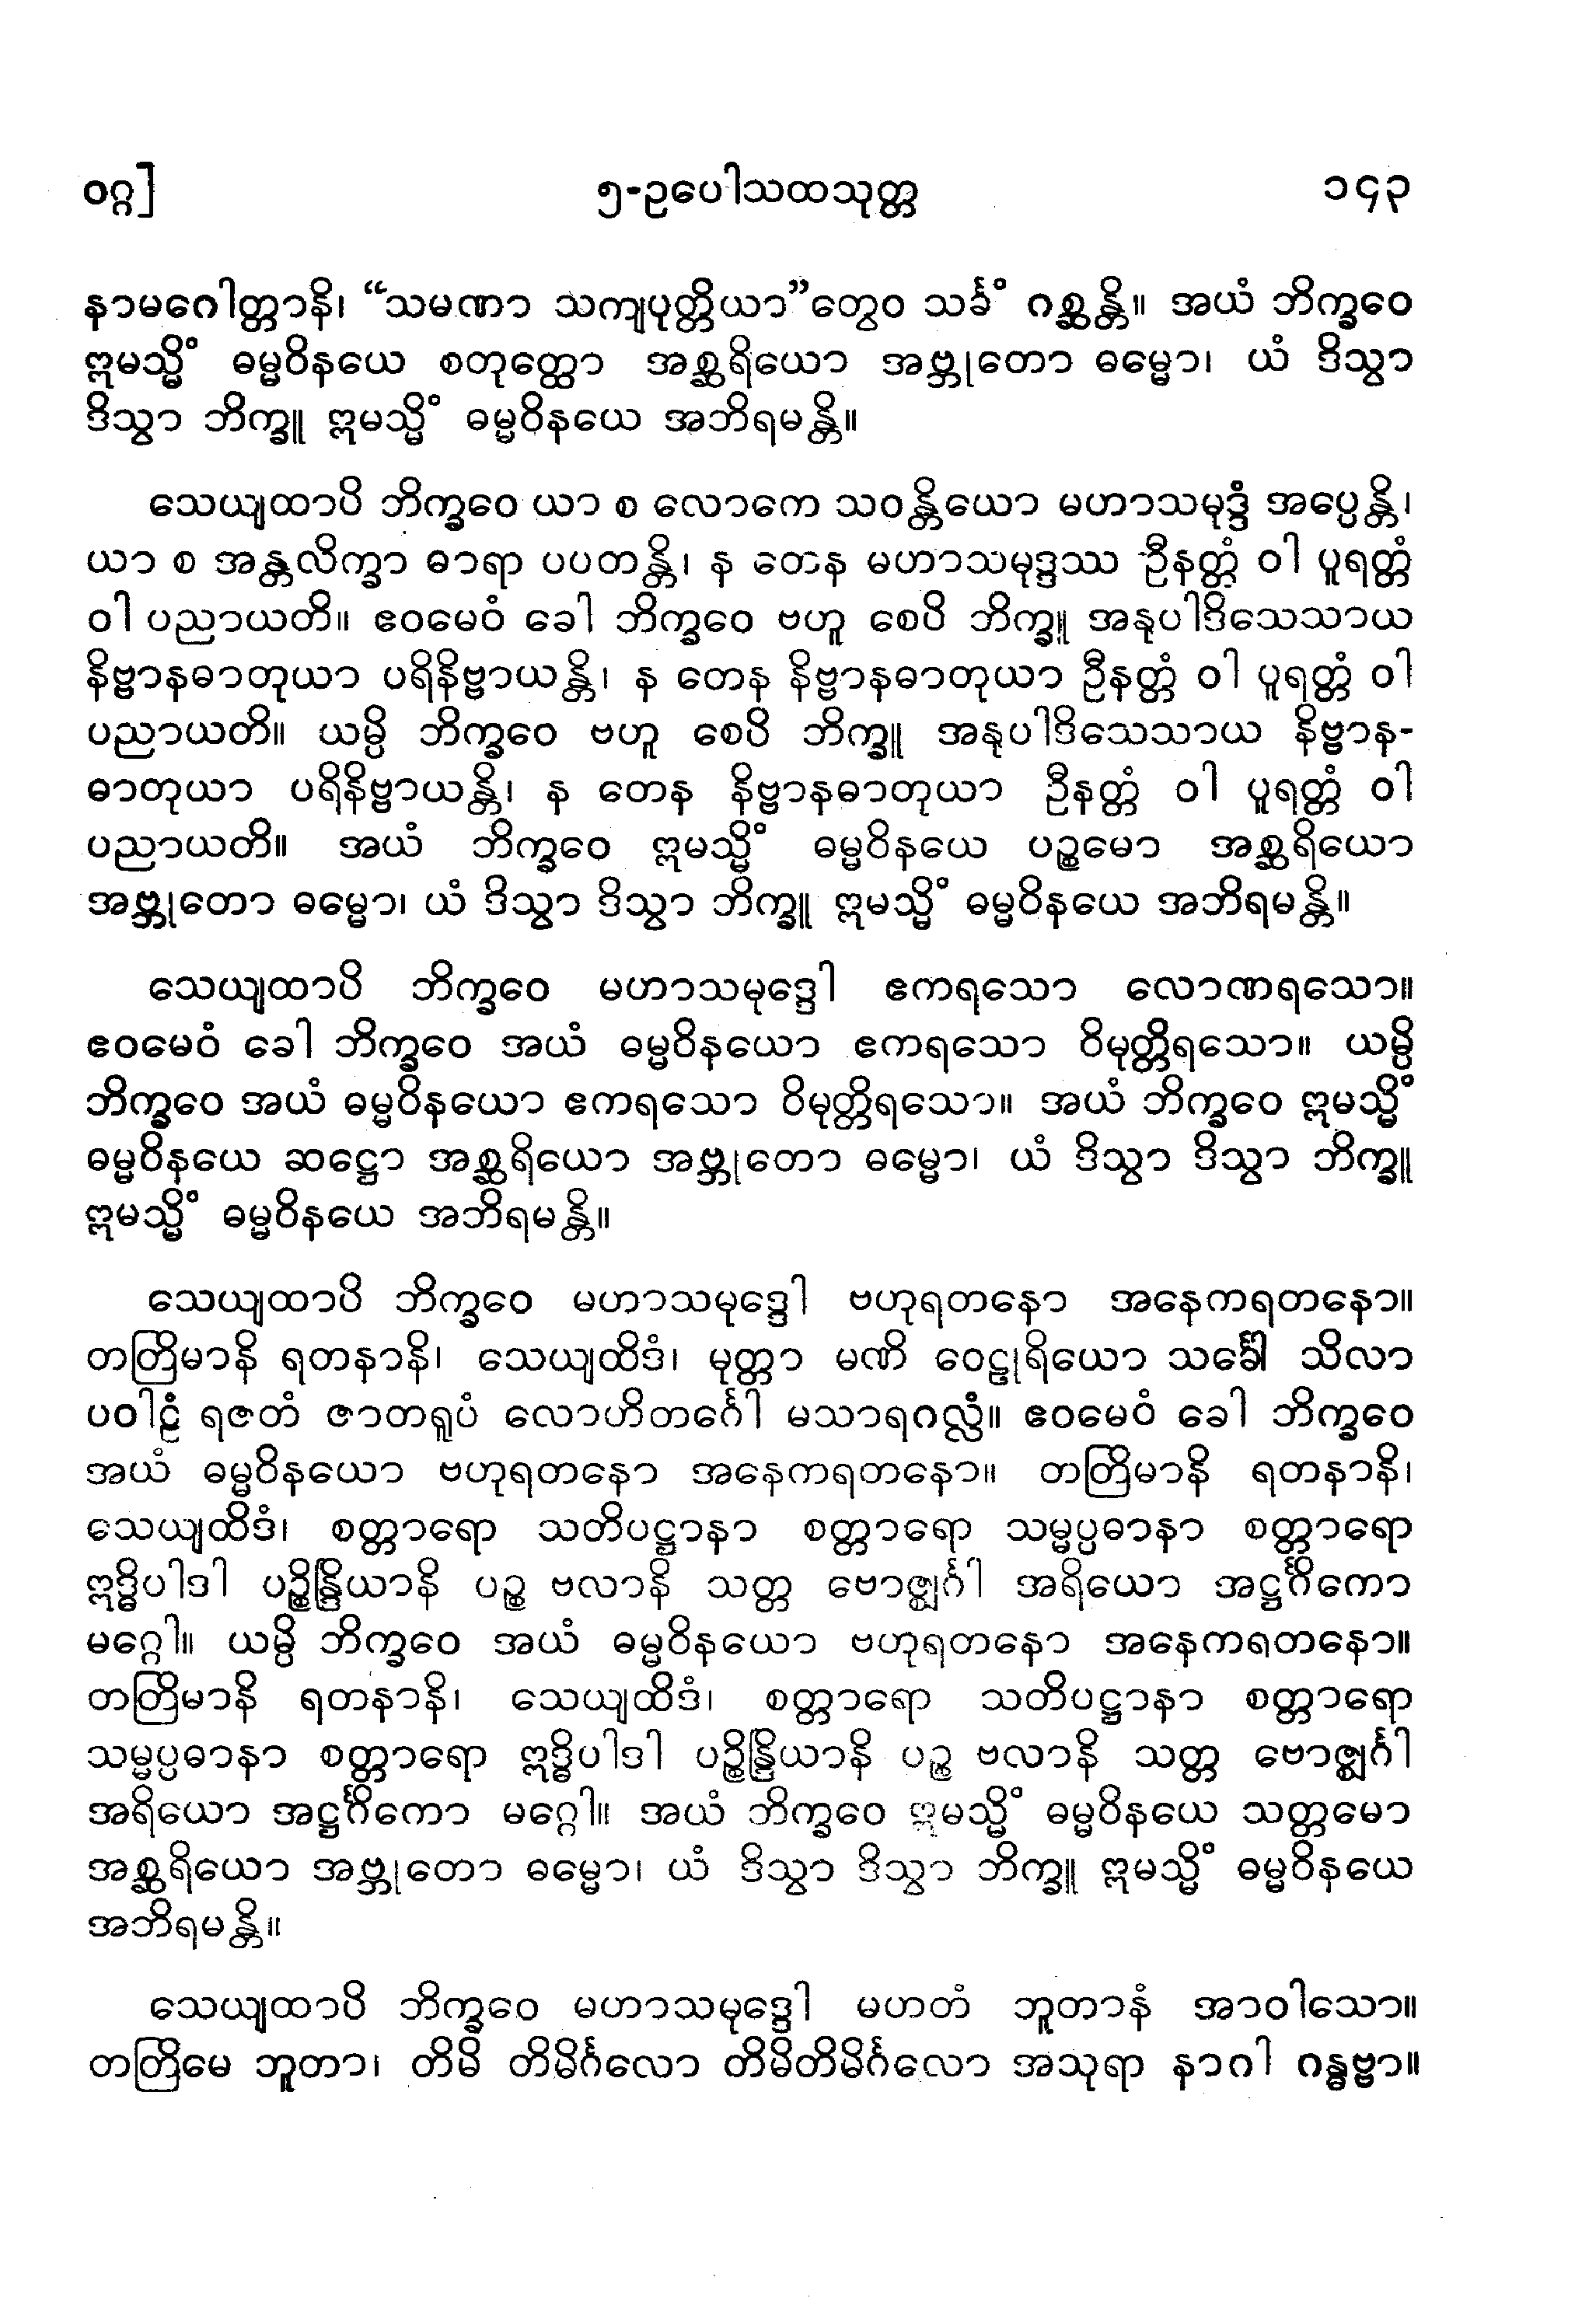 ဝဂ္ဂ] ၅-ဥပေါသထသုတ္တ ၁၄၃
နာမဂေါတ္တာနိ၊ “သမဏာ သကျပုတ္တိယာ”တွေဝ သင်္ခံ ဂစ္ဆန္တိ။ အယံ ဘိက္ခဝေ
ဣမသ္မိံ ဓမ္မဝိနယေ စတုတ္ထော အစ္ဆရိယော အဗ္ဘုတော ဓမ္မော၊ ယံ ဒိသွာ
ဒိသွာ ဘိက္ခူ ဣမသ္မိံ ဓမ္မဝိနယေ အဘိရမန္တိ။
သေယျထာပိ ဘိက္ခဝေ ယာ စ လောကေ သဝန္တိယော မဟာသမုဒ္ဒံ အပ္ပေန္တိ၊
ယာ စ အန္တလိက္ခာ ဓာရာ ပပတန္တိ၊ န တေန မဟာသမုဒ္ဒဿ ဦနတ္တံ ဝါ ပူရတ္တံ
ဝါ ပညာယတိ။ ဧဝမေဝံ ခေါ ဘိက္ခဝေ ဗဟူ စေပိ ဘိက္ခူ အနုပါဒိသေသာယ
နိဗ္ဗာနဓာတုယာ ပရိနိဗ္ဗာယန္တိ၊ န တေန နိဗ္ဗာနဓာတုယာ ဦနတ္တံ ဝါ ပူရတ္တံ ဝါ
ပညာယတိ။ ယမ္ပိ ဘိက္ခဝေ ဗဟူ စေပိ ဘိက္ခူ အနုပါဒိသေသာယ နိဗ္ဗာန-
ဓာတုယာ ပရိနိဗ္ဗာယန္တိ၊ န တေန နိဗ္ဗာနဓာတုယာ ဦနတ္တံ ဝါ ပူရတ္တံ ဝါ
ပညာယတိ။ အယံ ဘိက္ခဝေ ဣမသ္မိံ ဓမ္မဝိနယေ ပဉ္စမော အစ္ဆရိယော
အဗ္ဘုတော ဓမ္မော၊ ယံ ဒိသွာ ဒိသွာ ဘိက္ခူ ဣမသ္မိံ ဓမ္မဝိနယေ အဘိရမန္တိ။
သေယျထာပိ ဘိက္ခဝေ မဟာသမုဒ္ဒေါ ဧကရသော လောဏရသော။
ဧဝမေဝံ ခေါ ဘိက္ခဝေ အယံ ဓမ္မဝိနယော ဧကရသော ဝိမုတ္တိရသော။ ယမ္ပိ
ဘိက္ခဝေ အယံ ဓမ္မဝိနယော ဧကရသော ဝိမုတ္တိရသော။ အယံ ဘိက္ခဝေ ဣမသ္မိံ
ဓမ္မဝိနယေ ဆဋ္ဌော အစ္ဆရိယော အဗ္ဘုတော ဓမ္မော၊ ယံ ဒိသွာ ဒိသွာ ဘိက္ခူ
ဣမသ္မိံ ဓမ္မဝိနယေ အဘိရမန္တိ။
သေယျထာပိ ဘိက္ခဝေ မဟာသမုဒ္ဒေါ ဗဟုရတနော အနေကရတနော။
တတြိမာနိ ရတနာနိ၊ သေယျထိဒံ၊ မုတ္တာ မဏိ ဝေဠုရိယော သင်္ခေါ သိလာ
ပဝါဠံ ရဇတံ ဇာတရူပံ လောဟိတင်္ဂေါ မသာရဂလ္လံ။ ဧဝမေဝံ ခေါ ဘိက္ခဝေ
အယံ ဓမ္မဝိနယော ဗဟုရတနော အနေကရတနော။ တတြိမာနိ ရတနာနိ၊
သေယျထိဒံ၊ စတ္တာရော သတိပဋ္ဌာနာ စတ္တာရော သမ္မပ္ပဓာနာ စတ္တာရော
ဣဒ္ဓိပါဒါ ပဉ္စိန္ဒြိယာနိ ပဉ္စ ဗလာနိ သတ္တ ဗောဇ္ဈင်္ဂါ အရိယော အဋ္ဌင်္ဂိကော
မဂ္ဂေါ။ ယမ္ပိ ဘိက္ခဝေ အယံ ဓမ္မဝိနယော ဗဟုရတနော အနေကရတနော။
တတြိမာနိ ရတနာနိ၊ သေယျထိဒံ၊ စတ္တာရော သတိပဋ္ဌာနာ စတ္တာရော
သမ္မပ္ပဓာနာ စတ္တာရော ဣဒ္ဓိပါဒါ ပဉ္စိန္ဒြိယာနိ ပဉ္စ ဗလာနိ သတ္တ ဗောဇ္ဈင်္ဂါ
အရိယော အဋ္ဌင်္ဂိကော မဂ္ဂေါ။ အယံ ဘိက္ခဝေ ဣမသ္မိံ ဓမ္မဝိနယေ သတ္တမော
အစ္ဆရိယော အဗ္ဘုတော ဓမ္မော၊ ယံ ဒိသွာ ဒိသွာ ဘိက္ခူ ဣမသ္မိံ ဓမ္မဝိနယေ
အဘိရမန္တိ။
သေယျထာပိ ဘိက္ခဝေ မဟာသမုဒ္ဒေါ မဟတံ ဘူတာနံ အာဝါသော။
တတြိမေ ဘူတာ၊ တိမိ တိမိင်္ဂလော တိမိတိမိင်္ဂလော အသုရာ နာဂါ ဂန္ဓဗ္ဗာ။